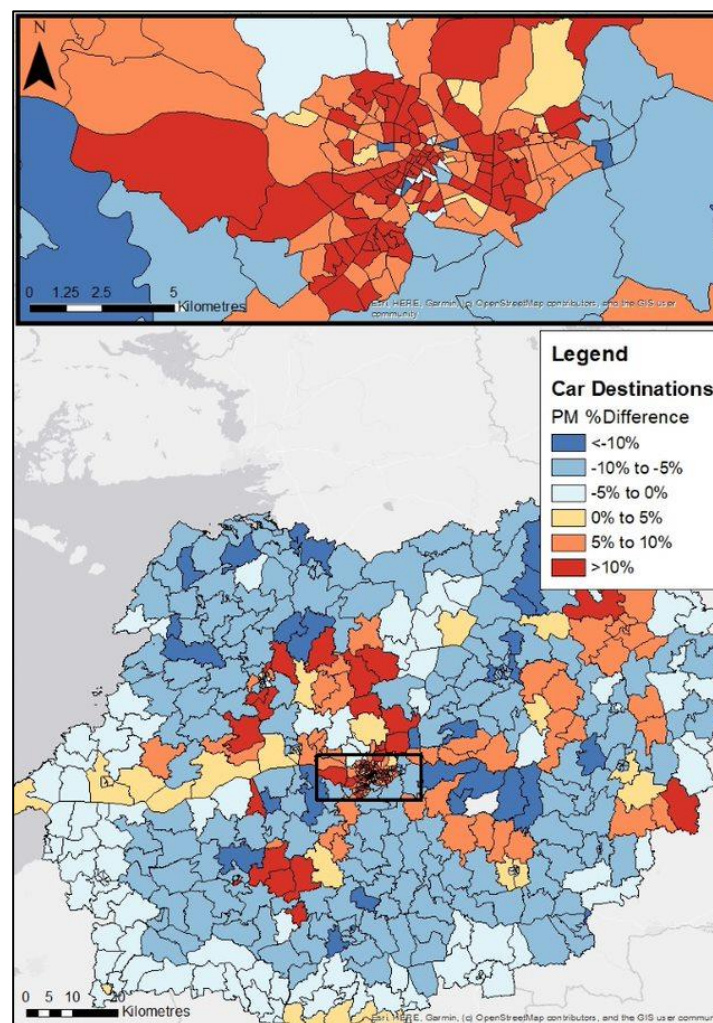 N
0 1.25 2.5 5
Kilometres
Esri, HERE, Garmin, (c) OpenStreetMap contributors, and the GIS user
community
Legend
Car Destinations
PM %Difference
<-10%
-10% to -5%
-5% to 0%
0% to 5%
5% to 10%
>10%
0 5 10 20
Kilometres
Esri, HERE, Garmin, (c) OpenStreetMap contributors, and the GIS user
community